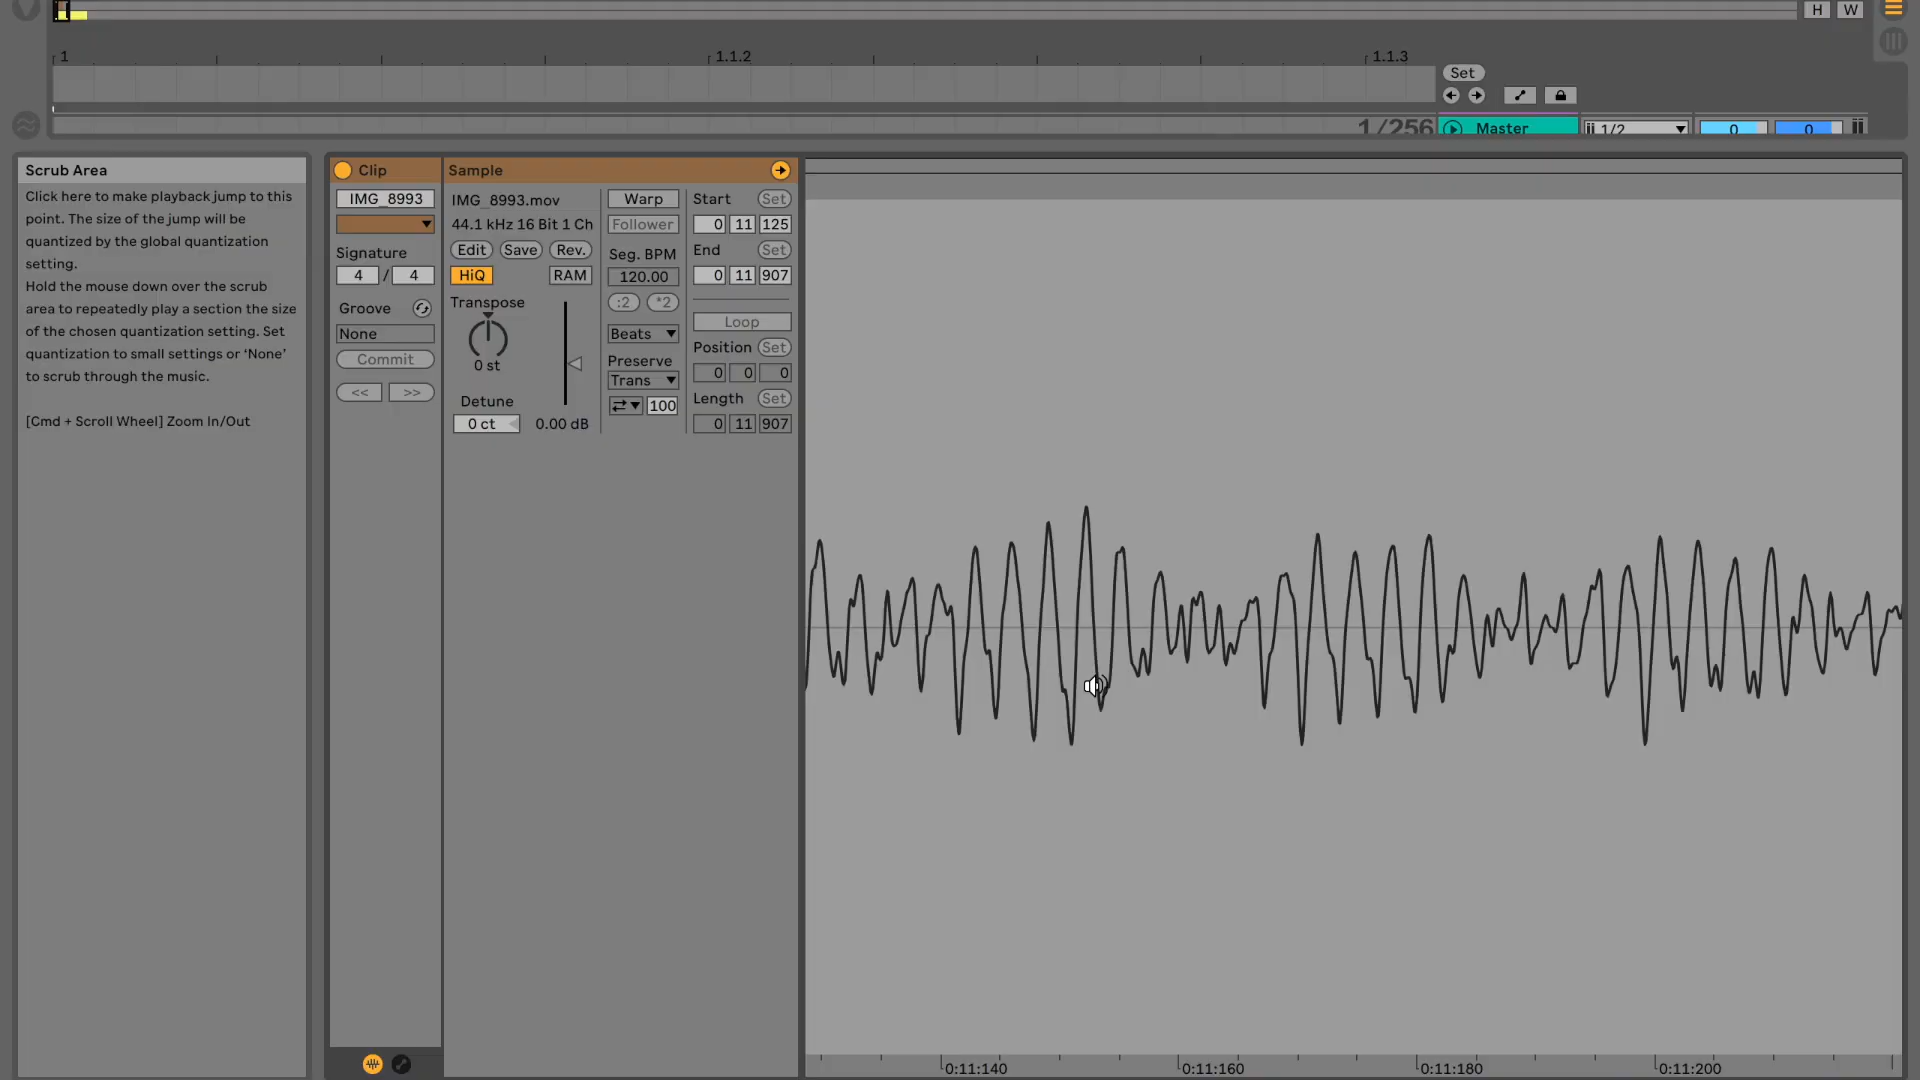 H W
1 1.1.2 1.1.3
Set
1/256 Master 1/2 0 0
Scrub Area
Click here to make playback jump to this
point. The size of the jump will be
quantized by the global quantization
setting.
Hold the mouse down over the scrub
area to repeatedly play a section the size
of the chosen quantization setting. Set
quantization to small settings or ‘None’
to scrub through the music.
[Cmd + Scroll Wheel] Zoom In/Out
Clip
IMG_8993
Signature
4 / 4
Groove
None
Commit
<< >>
Sample
IMG_8993.mov
44.1 kHz 16 Bit 1 Ch
Edit Save Rev.
HiQ RAM
Transpose
0 st
Detune
0 ct 0.00 dB
Warp
Follower
Seg. BPM
120.00
:2 *2
Beats
Preserve
Trans
100
Start Set
0 11 125
End Set
0 11 907
Loop
Position Set
0 0 0
Length Set
0 11 907
0:11:140 0:11:160 0:11:180 0:11:200